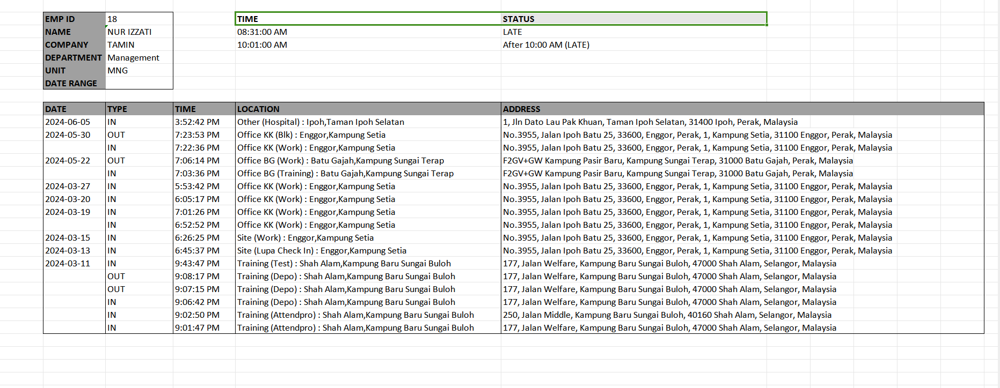 EMP ID 18 TIME STATUS
NAME NUR IZZATI 08:31:00 AM LATE
COMPANY TAMIN 10:01:00 AM After 10:00 AM (LATE)
DEPARTMENT Management
UNIT MNG
DATE RANGE
DATE TYPE TIME LOCATION ADDRESS
2024-06-05 IN 3:52:42 PM Other (Hospital) : Ipoh,Taman Ipoh Selatan 1, Jln Dato Lau Pak Khuan, Taman Ipoh Selatan, 31400 Ipoh, Perak, Malaysia
2024-05-30 OUT 7:23:53 PM Office KK (Blk) : Enggor,Kampung Setia No.3955, Jalan Ipoh Batu 25, 33600, Enggor, Perak, 1, Kampung Setia, 31100 Enggor, Perak, Malaysia
IN 7:22:36 PM Office KK (Work) : Enggor,Kampung Setia No.3955, Jalan Ipoh Batu 25, 33600, Enggor, Perak, 1, Kampung Setia, 31100 Enggor, Perak, Malaysia
2024-05-22 OUT 7:06:14 PM Office BG (Work) : Batu Gajah,Kampung Sungai Terap F2GV+GW Kampung Pasir Baru, Kampung Sungai Terap, 31000 Batu Gajah, Perak, Malaysia
IN 7:03:36 PM Office BG (Training) : Batu Gajah,Kampung Sungai Terap F2GV+GW Kampung Pasir Baru, Kampung Sungai Terap, 31000 Batu Gajah, Perak, Malaysia
2024-03-27 IN 5:53:42 PM Office KK (Work) : Enggor,Kampung Setia No.3955, Jalan Ipoh Batu 25, 33600, Enggor, Perak, 1, Kampung Setia, 31100 Enggor, Perak, Malaysia
2024-03-20 IN 6:05:17 PM Office KK (Work) : Enggor,Kampung Setia No.3955, Jalan Ipoh Batu 25, 33600, Enggor, Perak, 1, Kampung Setia, 31100 Enggor, Perak, Malaysia
2024-03-19 IN 7:01:26 PM Office KK (Work) : Enggor,Kampung Setia No.3955, Jalan Ipoh Batu 25, 33600, Enggor, Perak, 1, Kampung Setia, 31100 Enggor, Perak, Malaysia
IN 6:52:52 PM Office KK (Work) : Enggor,Kampung Setia No.3955, Jalan Ipoh Batu 25, 33600, Enggor, Perak, 1, Kampung Setia, 31100 Enggor, Perak, Malaysia
2024-03-15 IN 6:26:25 PM Site (Work) : Enggor,Kampung Setia No.3955, Jalan Ipoh Batu 25, 33600, Enggor, Perak, 1, Kampung Setia, 31100 Enggor, Perak, Malaysia
2024-03-13 IN 6:45:37 PM Site (Lupa Check In) : Enggor,Kampung Setia No.3955, Jalan Ipoh Batu 25, 33600, Enggor, Perak, 1, Kampung Setia, 31100 Enggor, Perak, Malaysia
2024-03-11 IN 9:43:47 PM Training (Test) : Shah Alam,Kampung Baru Sungai Buloh 177, Jalan Welfare, Kampung Baru Sungai Buloh, 47000 Shah Alam, Selangor, Malaysia
OUT 9:08:17 PM Training (Depo) : Shah Alam,Kampung Baru Sungai Buloh 177, Jalan Welfare, Kampung Baru Sungai Buloh, 47000 Shah Alam, Selangor, Malaysia
OUT 9:07:15 PM Training (Depo) : Shah Alam,Kampung Baru Sungai Buloh 177, Jalan Welfare, Kampung Baru Sungai Buloh, 47000 Shah Alam, Selangor, Malaysia
IN 9:06:42 PM Training (Depo) : Shah Alam,Kampung Baru Sungai Buloh 177, Jalan Welfare, Kampung Baru Sungai Buloh, 47000 Shah Alam, Selangor, Malaysia
IN 9:02:50 PM Training (Attendpro) : Shah Alam,Kampung Baru Sungai Buloh 250, Jalan Middle, Kampung Baru Sungai Buloh, 40160 Shah Alam, Selangor, Malaysia
IN 9:01:47 PM Training (Attendpro) : Shah Alam,Kampung Baru Sungai Buloh 177, Jalan Welfare, Kampung Baru Sungai Buloh, 47000 Shah Alam, Selangor, Malaysia